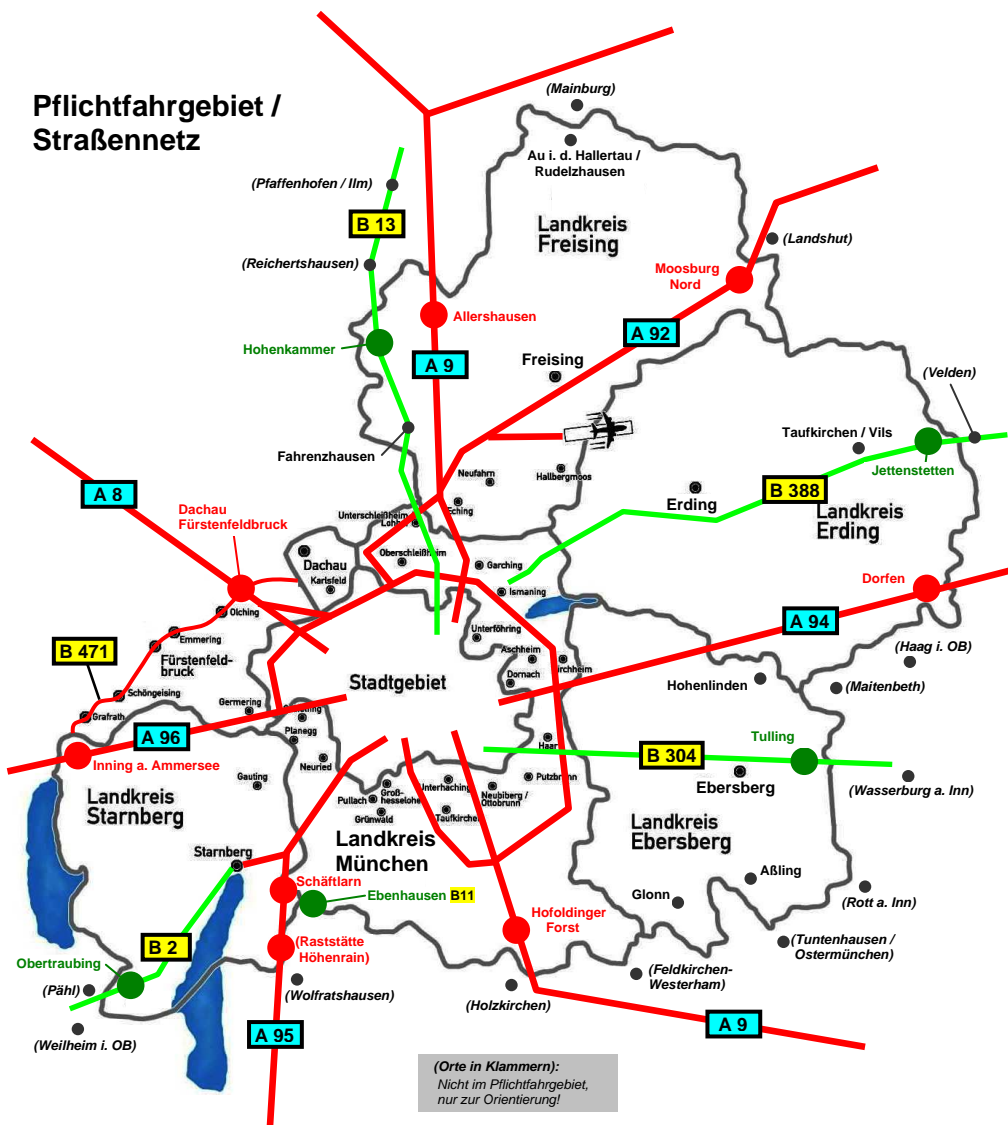 Pflichtfahrgebiet /
Straßennetz
(Mainburg)
Au i. d. Hallertau /
Rudelzhausen
(Pfaffenhofen / Ilm)
B 13
Landkreis
Freising
(Landshut)
(Reichertshausen)
Moosburg
Nord
Allershausen
A 92
Hohenkammer
A 9
Freising
(Velden)
Fahrenzhausen
Taufkirchen / Vils
Neufahrn
Hallbergmoos
Jettenstetten
A 8
Erding
B 388
Dachau
Fürstenfeldbruck
Eching
Landkreis
Erding
Unterschleißheim
Dachau
Oberschleißheim
Garching
Karlsfeld
Ismaning
Dorfen
Olching
A 94
Emmering
Unterföhring
B 471
Fürstenfeld-
bruck
Aschheim
Kirchheim
(Haag i. OB)
Stadtgebiet
Dornach
Hohenlinden
(Maitenbeth)
Schöngeising
Germering
Grafrath
A 96
Planegg
Haar
B 304
Tulling
Inning a. Ammersee
Neuried
Gauting
Putzbrunn
Ebersberg
(Wasserburg a. Inn)
Landkreis
Starnberg
Pullach
Groß-
hesselohe
Unterhaching
Neubiberg /
Ottobrunn
Grünwald
Taufkirchen
Landkreis
München
Landkreis
Ebersberg
Starnberg
Aßling
Schäftlarn
Ebenhausen B11
Glonn
(Rott a. Inn)
Hofoldinger
Forst
B 2
(Raststätte
Höhenrain)
(Tuntenhausen /
Ostermünchen)
Obertraubing
(Pähl)
(Wolfratshausen)
(Holzkirchen)
(Feldkirchen-
Westerham)
(Weilheim i. OB)
A 95
A 9
(Orte in Klammern):
Nicht im Pflichtfahrgebiet,
nur zur Orientierung!